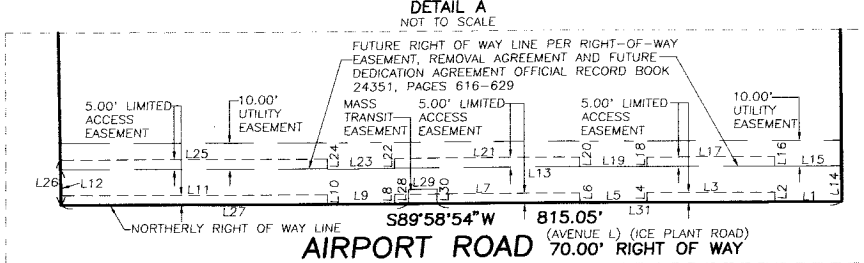 DETAIL A
NOT TO SCALE
FUTURE RIGHT OF WAY LINE PER RIGHT-OF-WAY
EASEMENT, REMOVAL AGREEMENT AND FUTURE
DEDICATION AGREEMENT OFFICIAL RECORD BOOK
24351, PAGES 616-629
5.00' LIMITED
ACCESS
EASEMENT
10.00'
UTILITY
EASEMENT
MASS
TRANSIT
EASEMENT
5.00' LIMITED
ACCESS
EASEMENT
5.00' LIMITED
ACCESS
EASEMENT
10.00'
UTILITY
EASEMENT
L25
L24
L23
L22
L21
L20
L19
L18
L17
L16
L15
L26
L12
L11
L27
L10
L9
L8
L28
L29
L30
L7
L13
L6
L5
L4
L31
L3
L2
L1
L14
NORTHERLY RIGHT OF WAY LINE
S89°58'54"W 815.05'
AIRPORT ROAD (AVENUE L) (ICE PLANT ROAD)
70.00' RIGHT OF WAY